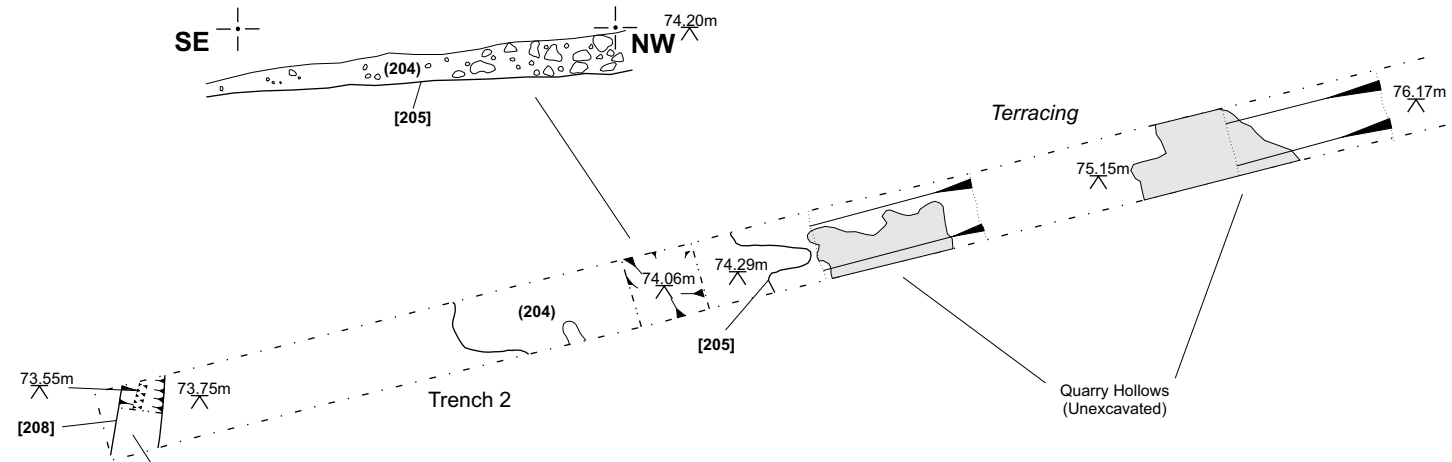 74.20m
SE
NW
(204)
[205]
Terracing
76.17m
75.15m
74.29m
74.06m
(204)
[205]
Quarry Hollows
(Unexcavated)
73.55m
73.75m
Trench 2
[208]